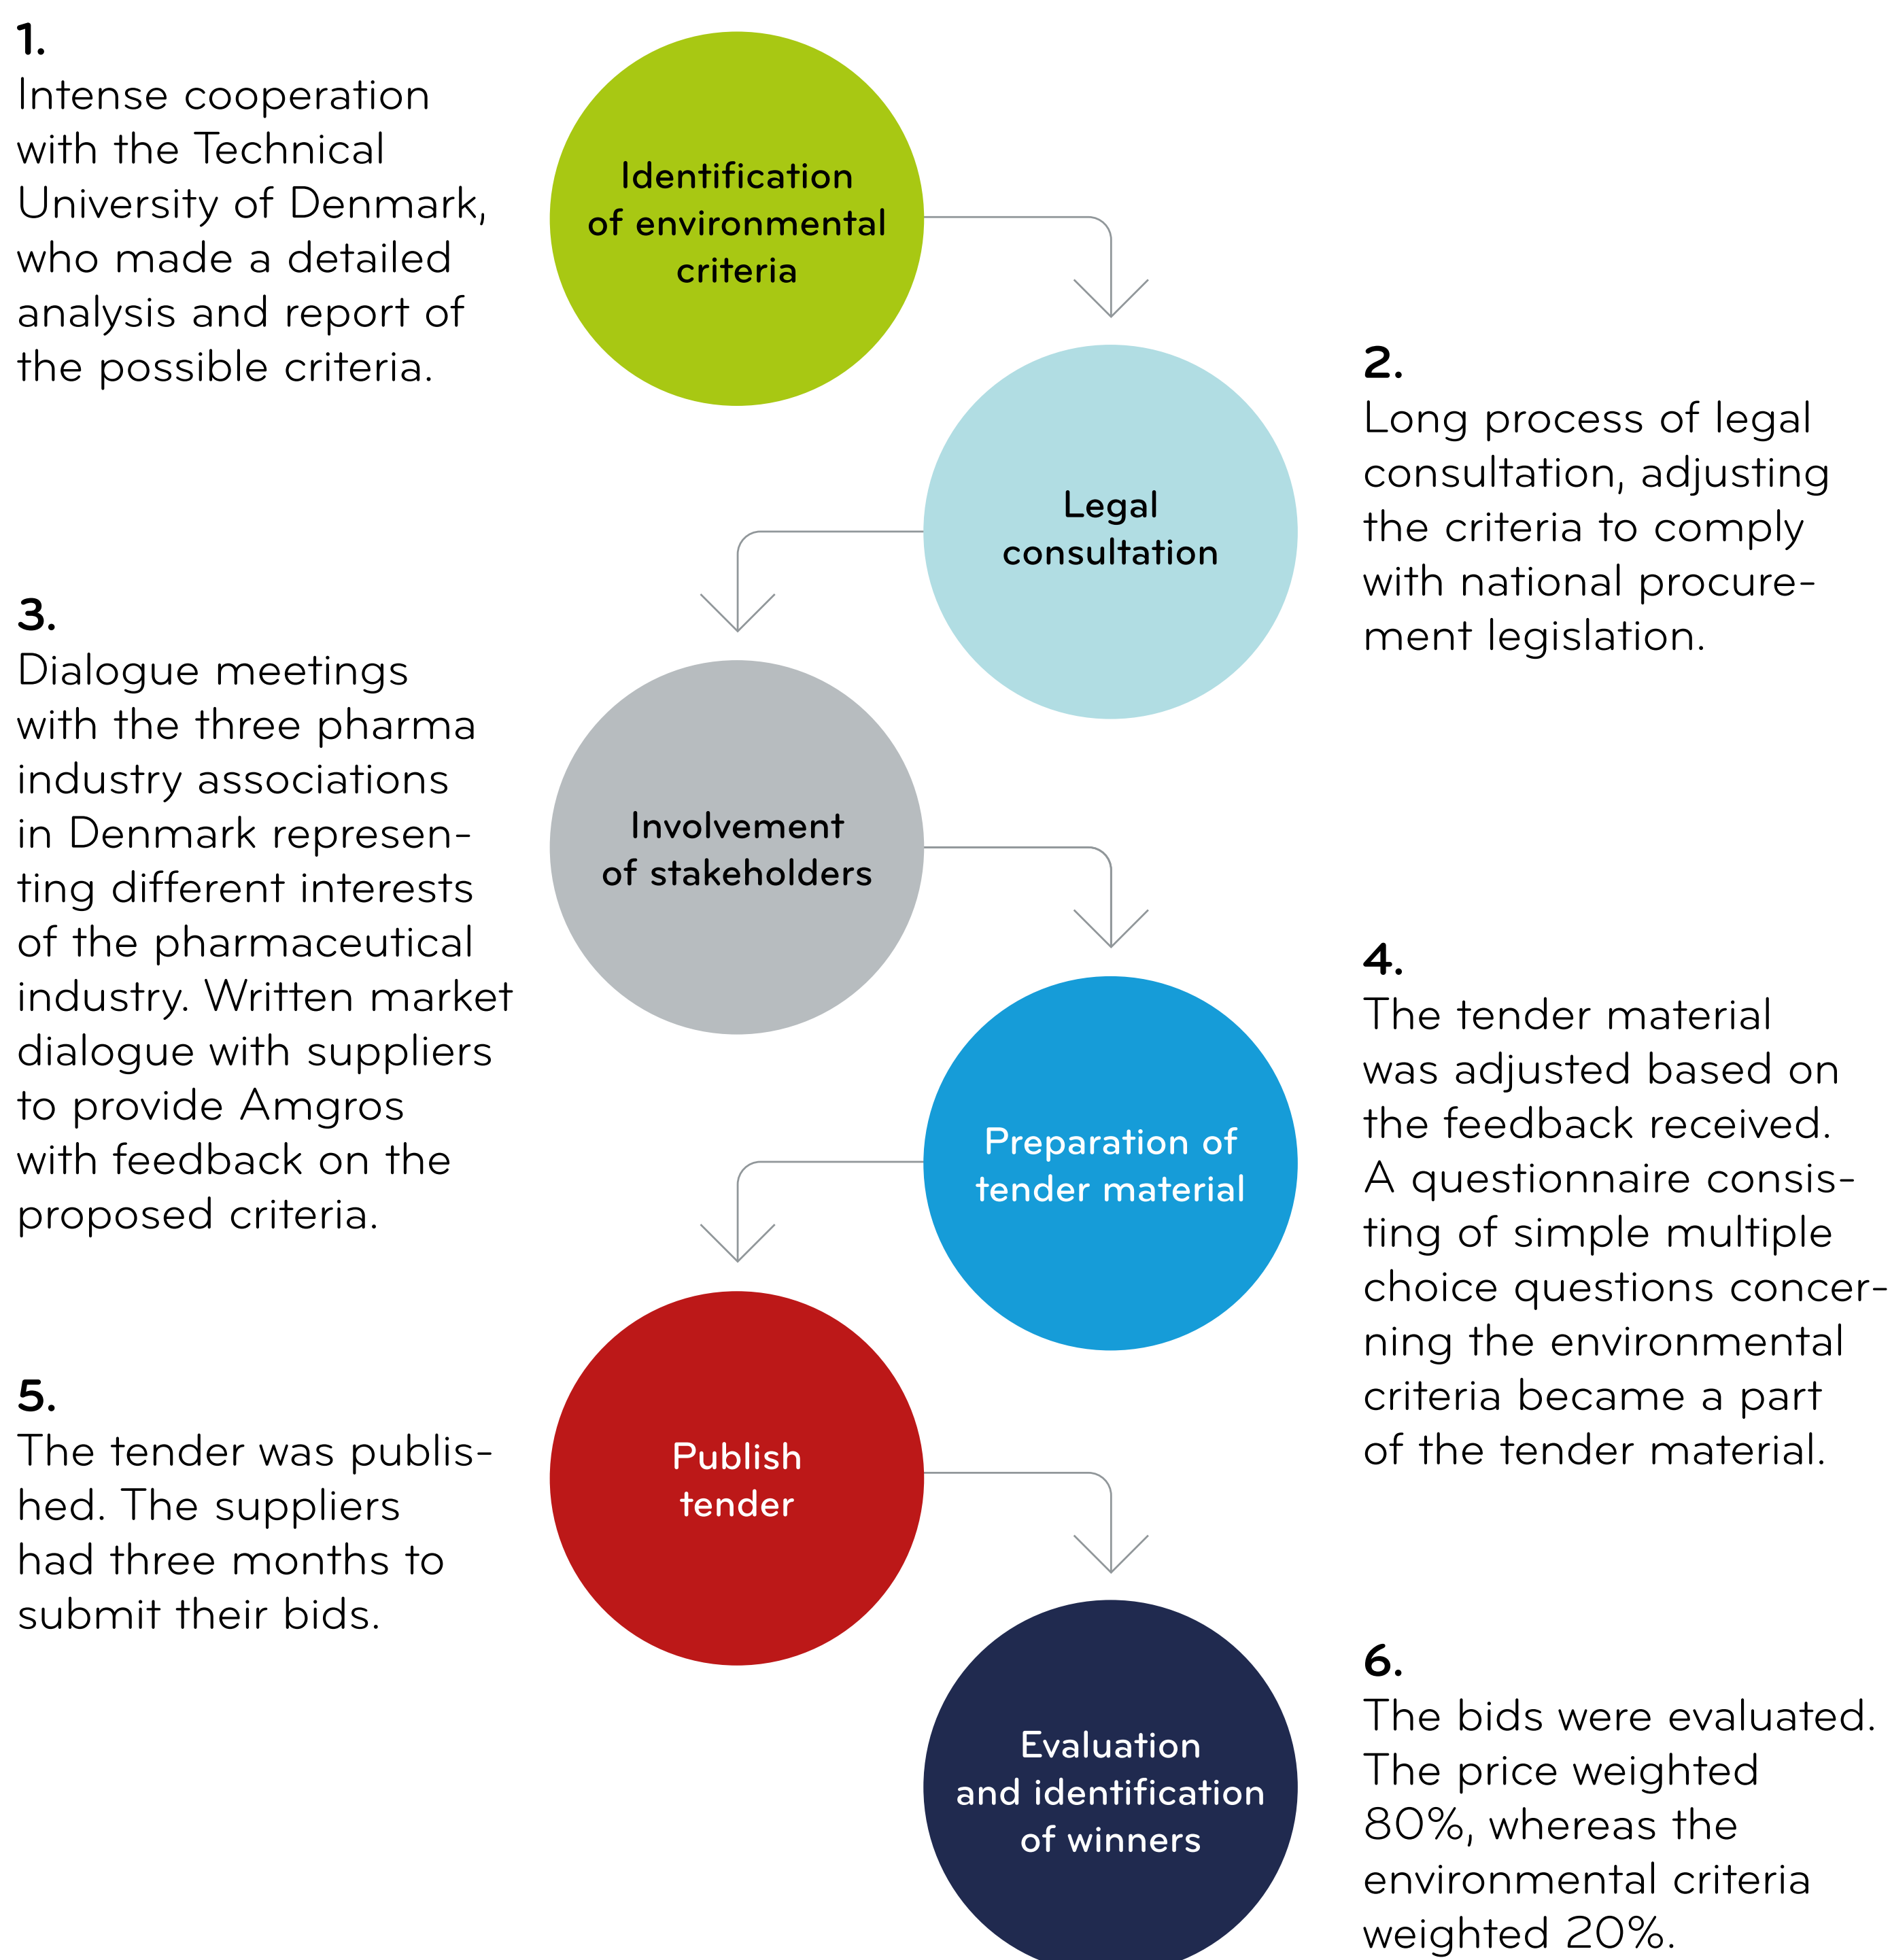 1.
Intense cooperation
with the Technical
University of Denmark,
who made a detailed
analysis and report of
the possible criteria.
Identification
of environmental
criteria
2.
Long process of legal
consultation, adjusting
the criteria to comply
with national procure-
ment legislation.
Legal
consultation
3.
Dialogue meetings
with the three pharma
industry associations
in Denmark represen-
ting different interests
of the pharmaceutical
industry. Written market
dialogue with suppliers
to provide Amgros
with feedback on the
proposed criteria.
Involvement
of stakeholders
4.
The tender material
was adjusted based on
the feedback received.
A questionnaire consis-
ting of simple multiple
choice questions concer-
ning the environmental
criteria became a part
of the tender material.
Preparation of
tender material
5.
The tender was publis-
hed. The suppliers
had three months to
submit their bids.
Publish
tender
6.
The bids were evaluated.
The price weighted
80%, whereas the
environmental criteria
weighted 20%.
Evaluation
and identification
of winners